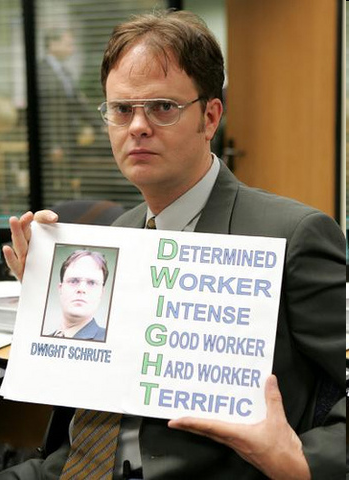 DETERMINED
WORKER
INTENSE
GOOD WORKER
HARD WORKER
TERRIFIC
DWIGHT SCHRUTE